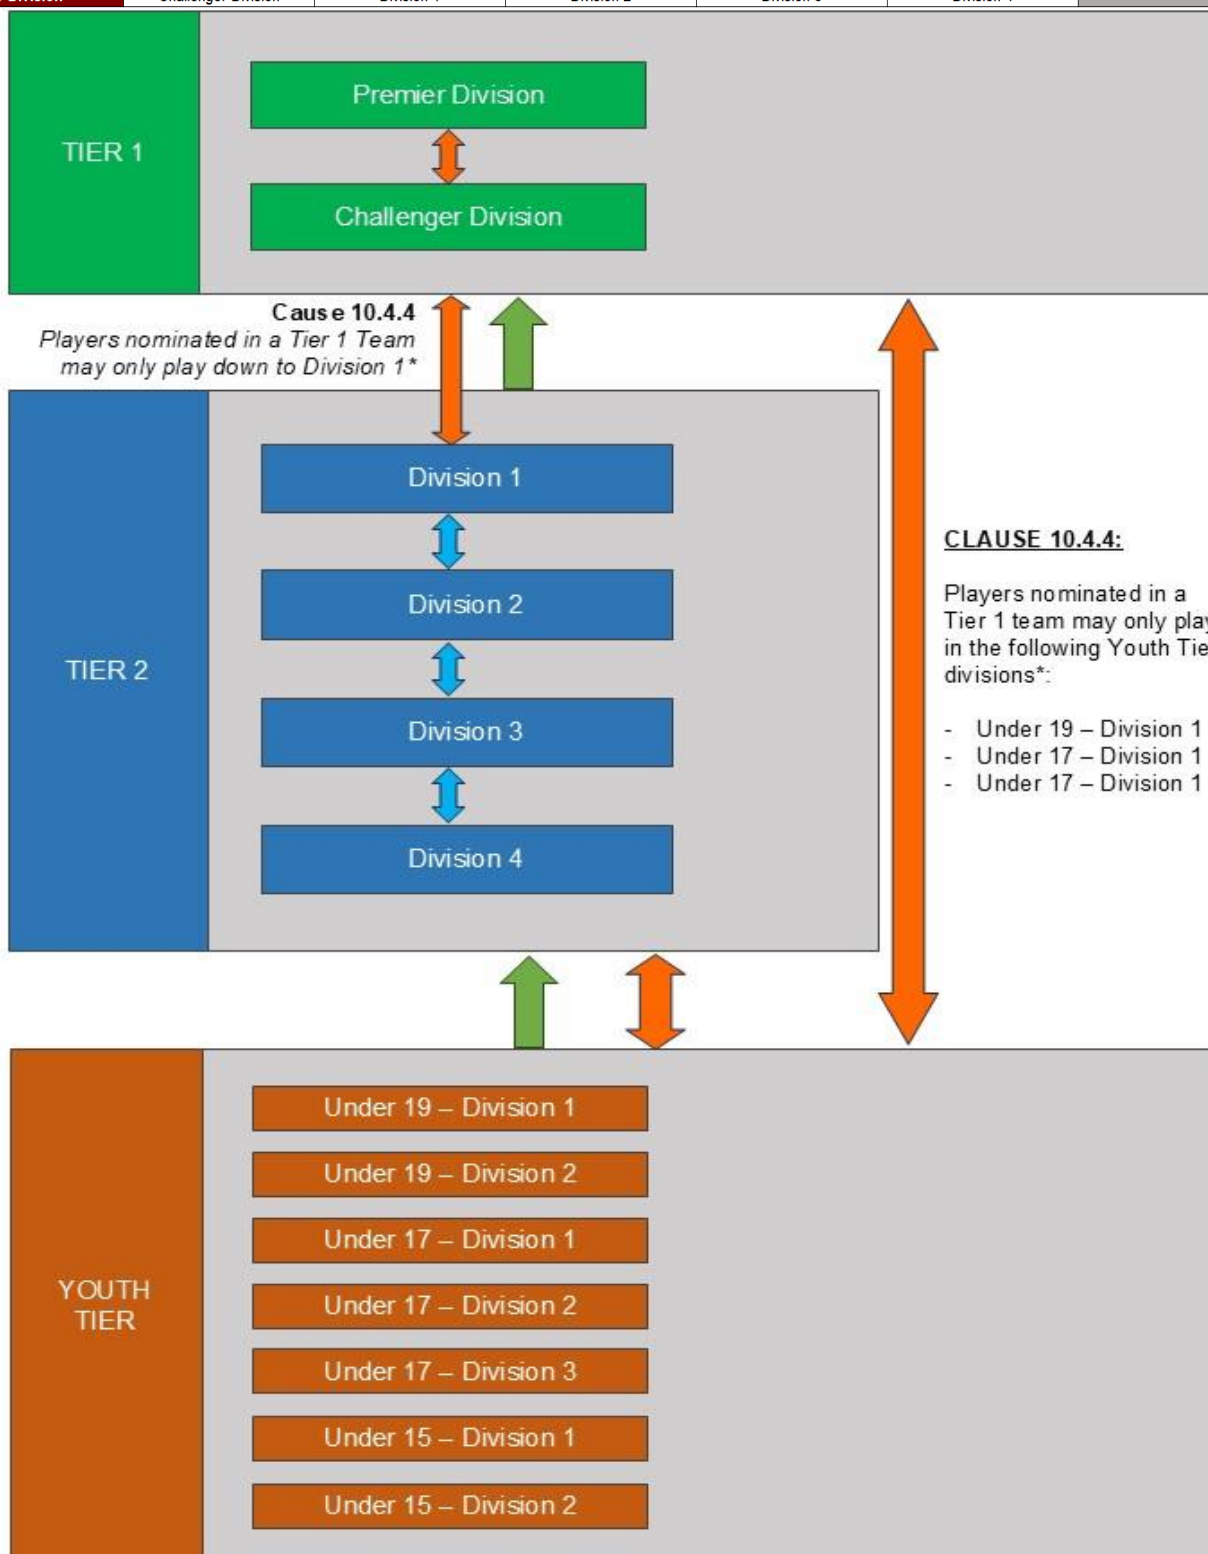 Division
Challenger Division
TIER 1
Premier Division
Challenger Division
Cause 10.4.4
Players nominated in a Tier 1 Team
may only play down to Division 1*
TIER 2
Division 1
Division 2
Division 3
Division 4
CLAUSE 10.4.4:
Players nominated in a
Tier 1 team may only play
in the following Youth Tie
divisions*:
- Under 19 – Division 1
- Under 17 – Division 1
- Under 17 – Division 1
YOUTH
TIER
Under 19 – Division 1
Under 19 – Division 2
Under 17 – Division 1
Under 17 – Division 2
Under 17 – Division 3
Under 15 – Division 1
Under 15 – Division 2